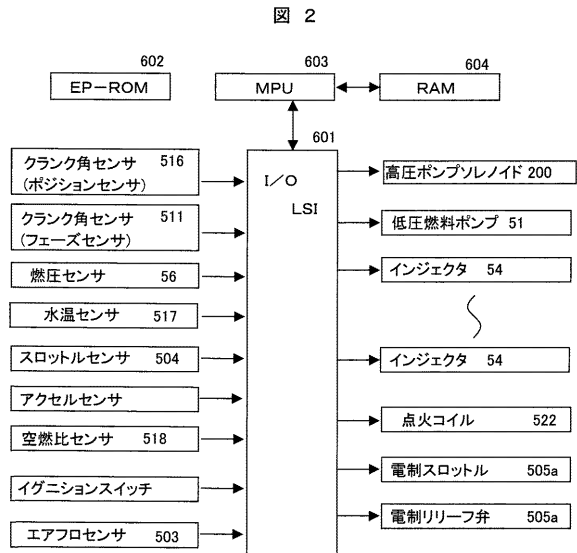 図 2
602
EP-ROM
603
MPU
604
RAM
601
I/O
LSI
クランク角センサ 516
(ポジションセンサ)
クランク角センサ 511
(フェーズセンサ)
燃圧センサ 56
水温センサ 517
スロットルセンサ 504
アクセルセンサ
空燃比センサ 518
イグニションスイッチ
エアフロセンサ 503
高圧ポンプソレノイド 200
低圧燃料ポンプ 51
インジェクタ 54
インジェクタ 54
点火コイル 522
電制スロットル 505a
電制リリーフ弁 505a